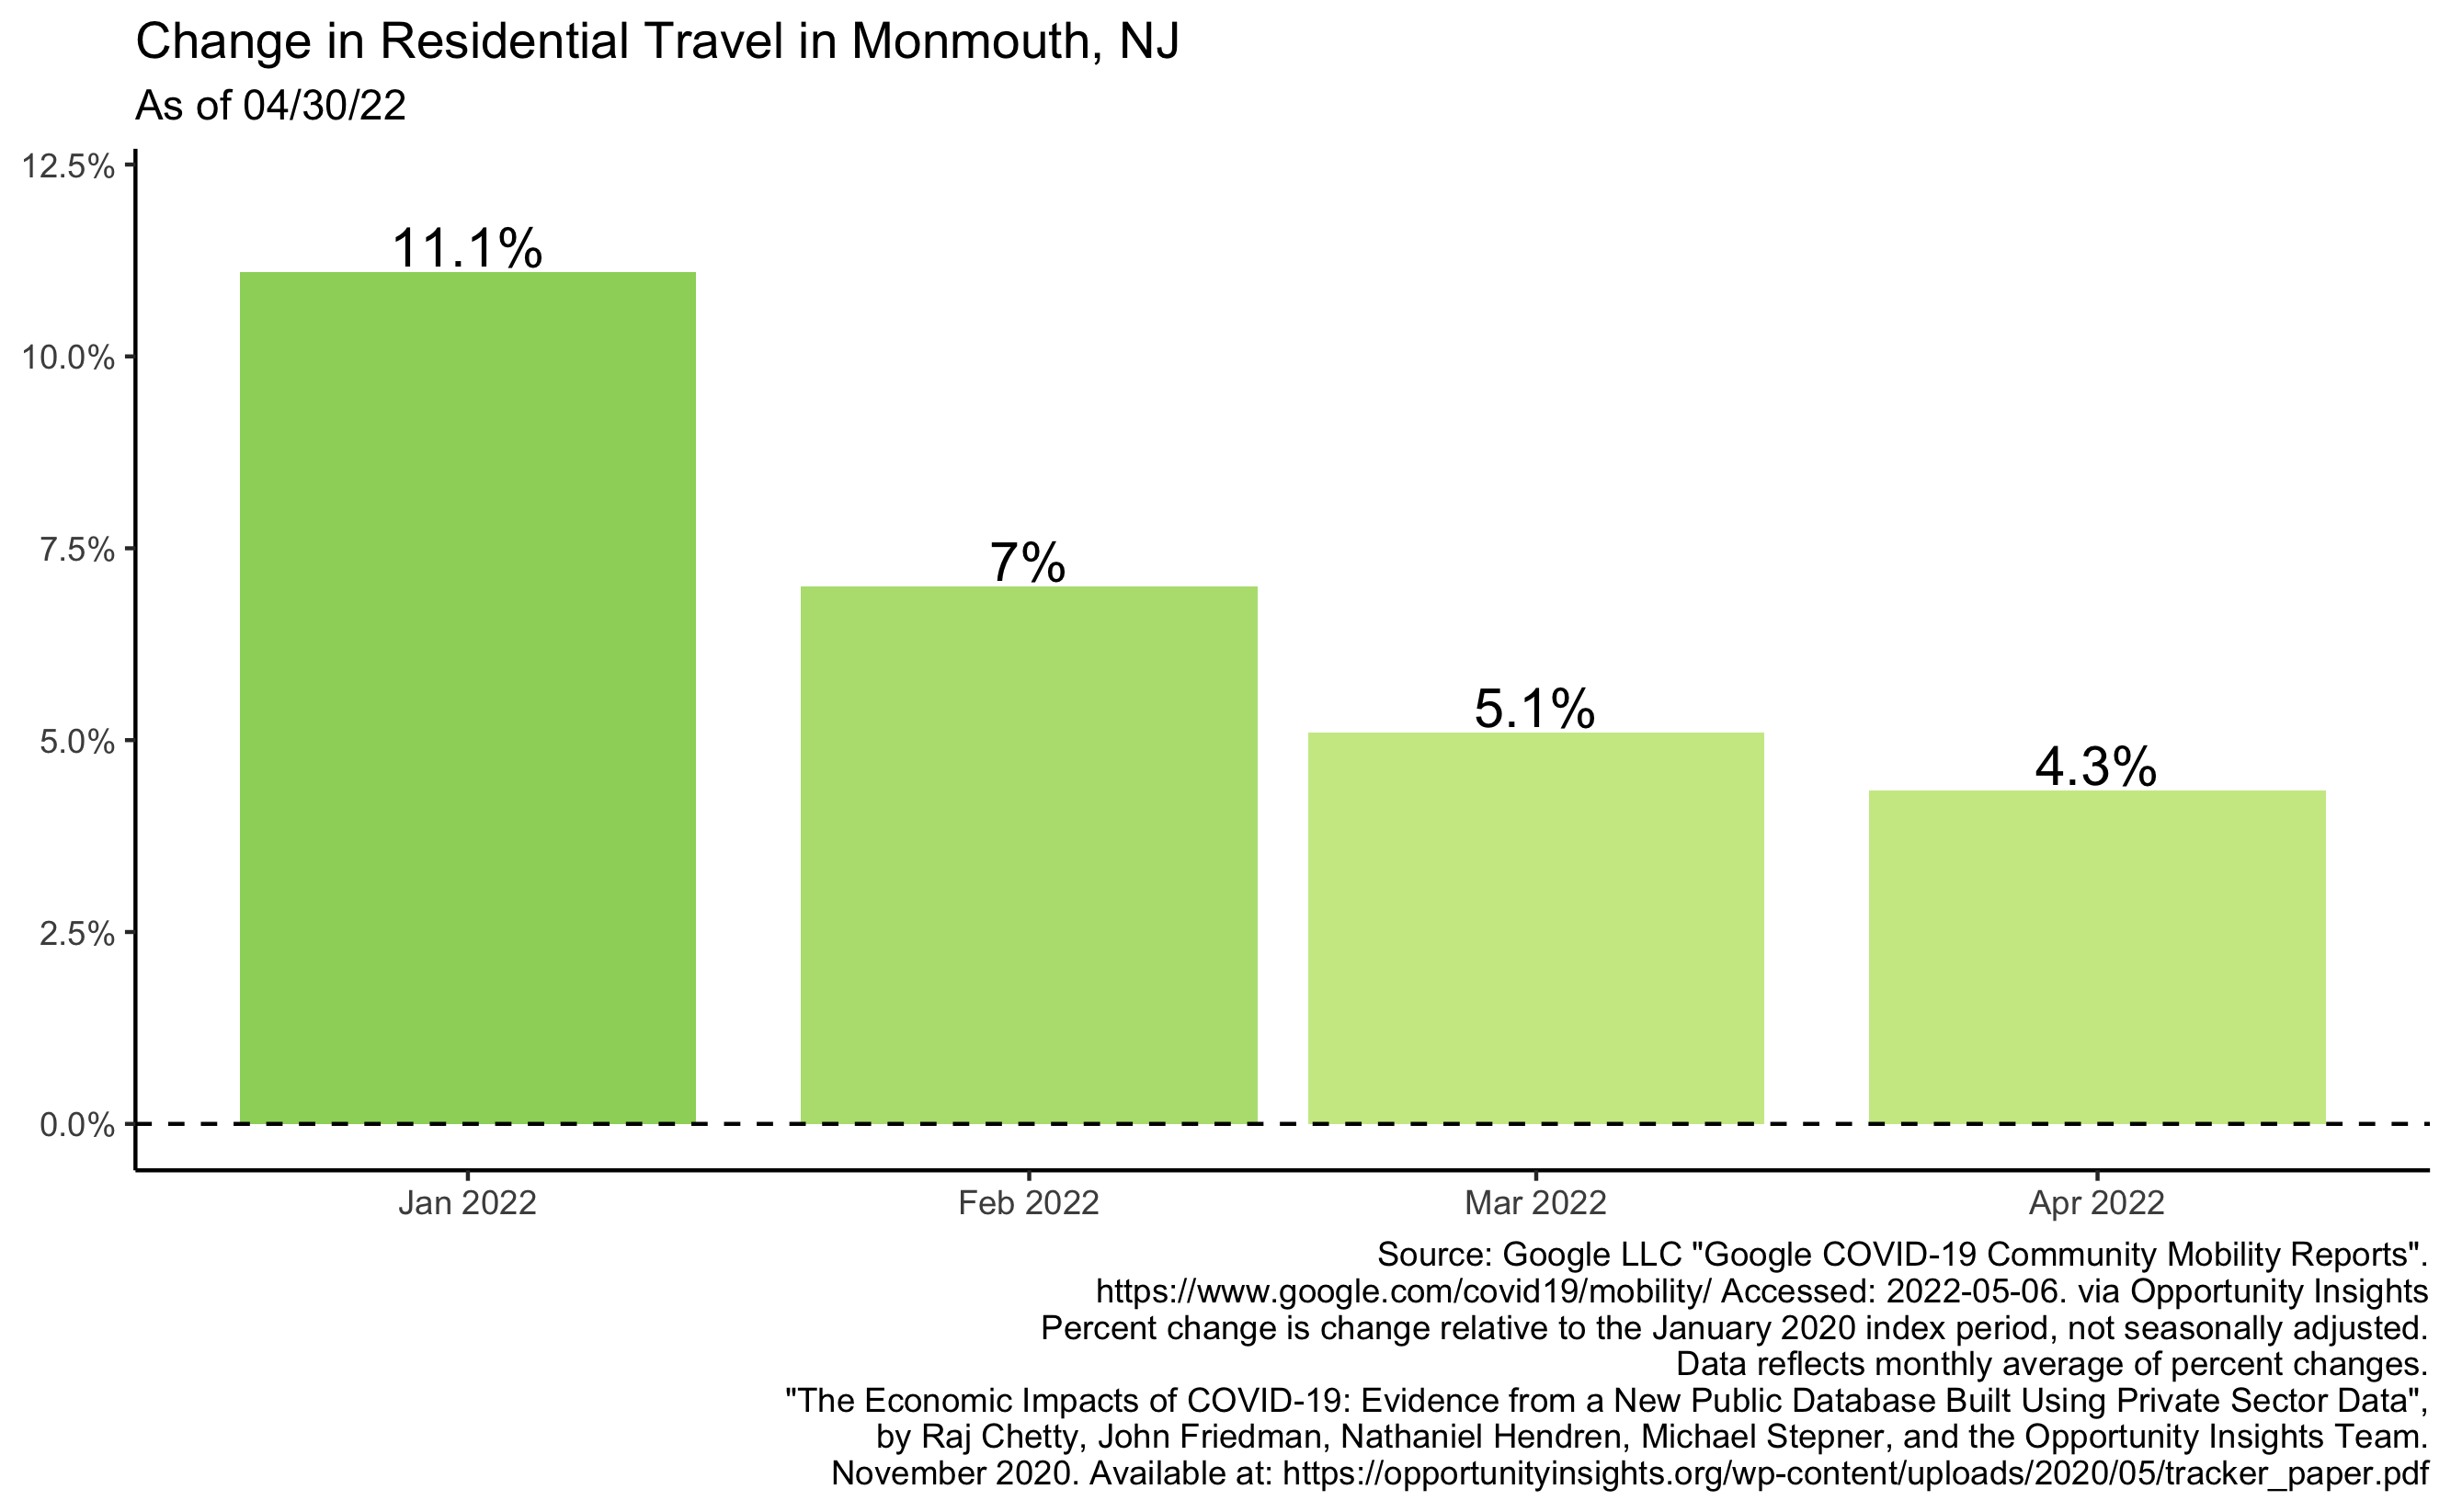 Change in Residential Travel in Monmouth, NJ
As of 04/30/22
12.5%
10.0%
7.5%
5.0%
2.5%
0.0%
11.1%
7%
5.1%
4.3%
Jan 2022
Feb 2022
Mar 2022
Apr 2022
Source: Google LLC "Google COVID-19 Community Mobility Reports".
https://www.google.com/covid19/mobility/ Accessed: 2022-05-06. via Opportunity Insights
Percent change is change relative to the January 2020 index period, not seasonally adjusted.
Data reflects monthly average of percent changes.
"The Economic Impacts of COVID-19: Evidence from a New Public Database Built Using Private Sector Data",
by Raj Chetty, John Friedman, Nathaniel Hendren, Michael Stepner, and the Opportunity Insights Team.
November 2020. Available at: https://opportunityinsights.org/wp-content/uploads/2020/05/tracker_paper.pdf